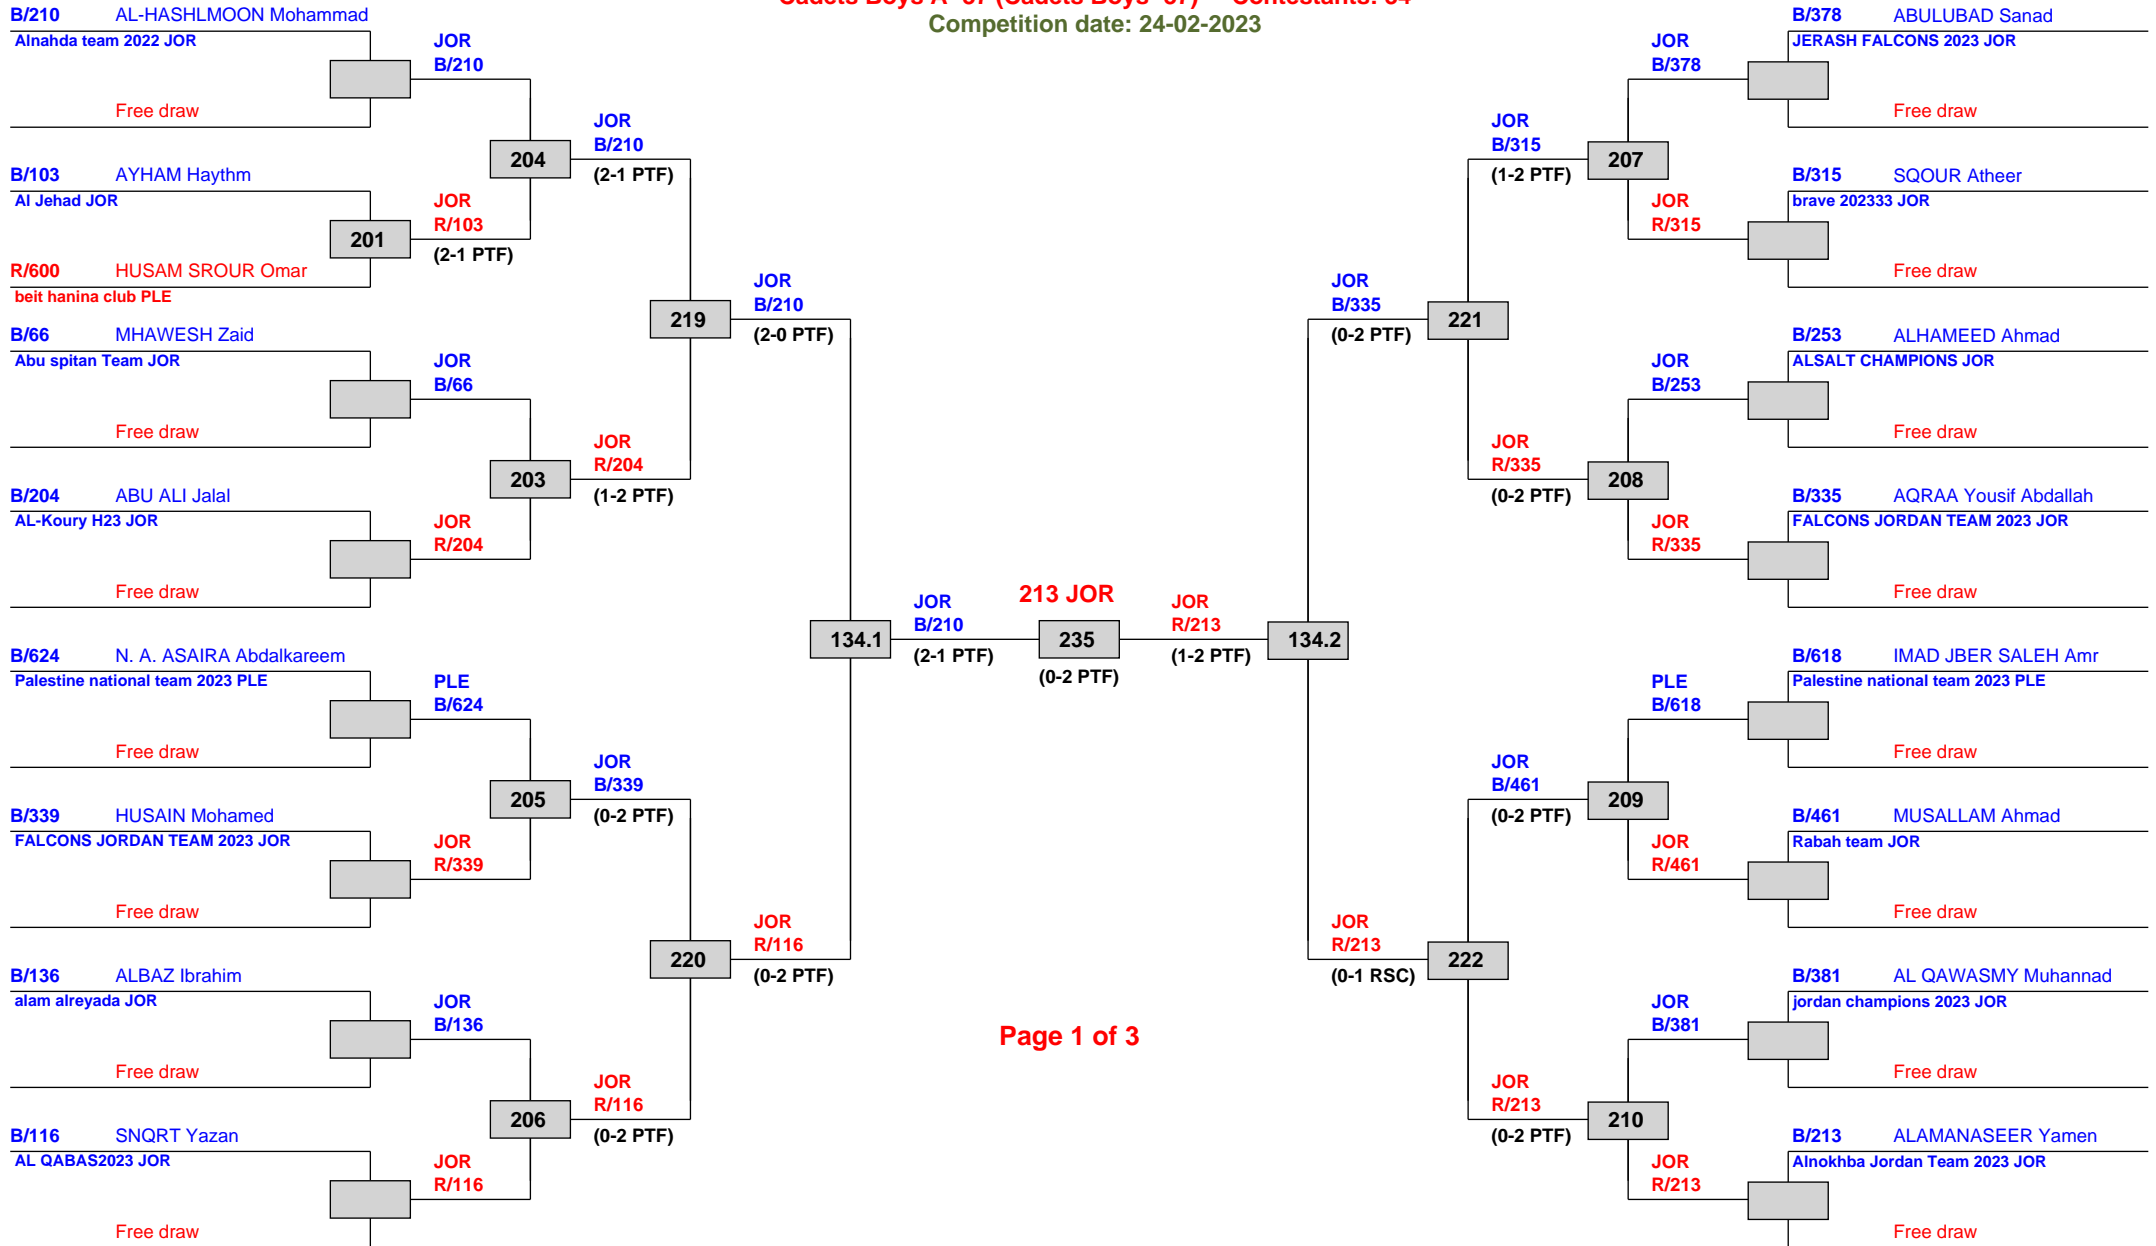 Competition date: 24-02-2023
B/210 AL-HASHLMOON Mohammad
Alnahda team 2022 JOR
Free draw
B/103 AYHAM Haythm
Al Jehad JOR
R/600 HUSAM SROUR Omar
beit hanina club PLE
B/66 MHAWESH Zaid
Abu spitan Team JOR
Free draw
B/204 ABU ALI Jalal
AL-Koury H23 JOR
Free draw
B/624 N. A. ASAIRA Abdalkareem
Palestine national team 2023 PLE
Free draw
B/339 HUSAIN Mohamed
FALCONS JORDAN TEAM 2023 JOR
Free draw
B/136 ALBAZ Ibrahim
alam alreyada JOR
Free draw
B/116 SNQRT Yazan
AL QABAS2023 JOR
Free draw
JOR
B/210
201
JOR
R/103
(2-1 PTF)
JOR
B/66
JOR
R/204
PLE
B/624
JOR
R/339
JOR
B/136
JOR
R/116
204
JOR
B/210
(2-1 PTF)
203
JOR
R/204
(1-2 PTF)
205
JOR
B/339
(0-2 PTF)
206
JOR
R/116
(0-2 PTF)
219
JOR
B/210
(2-0 PTF)
220
JOR
R/116
(0-2 PTF)
134.1
JOR
B/210
(2-1 PTF)
213 JOR
235
(0-2 PTF)
JOR
R/213
(1-2 PTF)
134.2
Page 1 of 3
JOR
B/335
(0-2 PTF)
221
JOR
R/213
(0-1 RSC)
222
JOR
B/315
(1-2 PTF)
207
JOR
R/335
(0-2 PTF)
208
JOR
B/461
(0-2 PTF)
209
JOR
R/213
(0-2 PTF)
210
JOR
B/378
JOR
R/315
JOR
B/253
JOR
R/335
PLE
B/618
JOR
R/461
JOR
B/381
JOR
R/213
B/378 ABULUBAD Sanad
JERASH FALCONS 2023 JOR
Free draw
B/315 SQOUR Atheer
brave 202333 JOR
Free draw
B/253 ALHAMEED Ahmad
ALSALT CHAMPIONS JOR
Free draw
B/335 AQRAA Yousif Abdallah
FALCONS JORDAN TEAM 2023 JOR
Free draw
B/618 IMAD JBER SALEH Amr
Palestine national team 2023 PLE
Free draw
B/461 MUSALLAM Ahmad
Rabah team JOR
Free draw
B/381 AL QAWASMY Muhannad
jordan champions 2023 JOR
Free draw
B/213 ALAMANASEER Yamen
Alnokhba Jordan Team 2023 JOR
Free draw